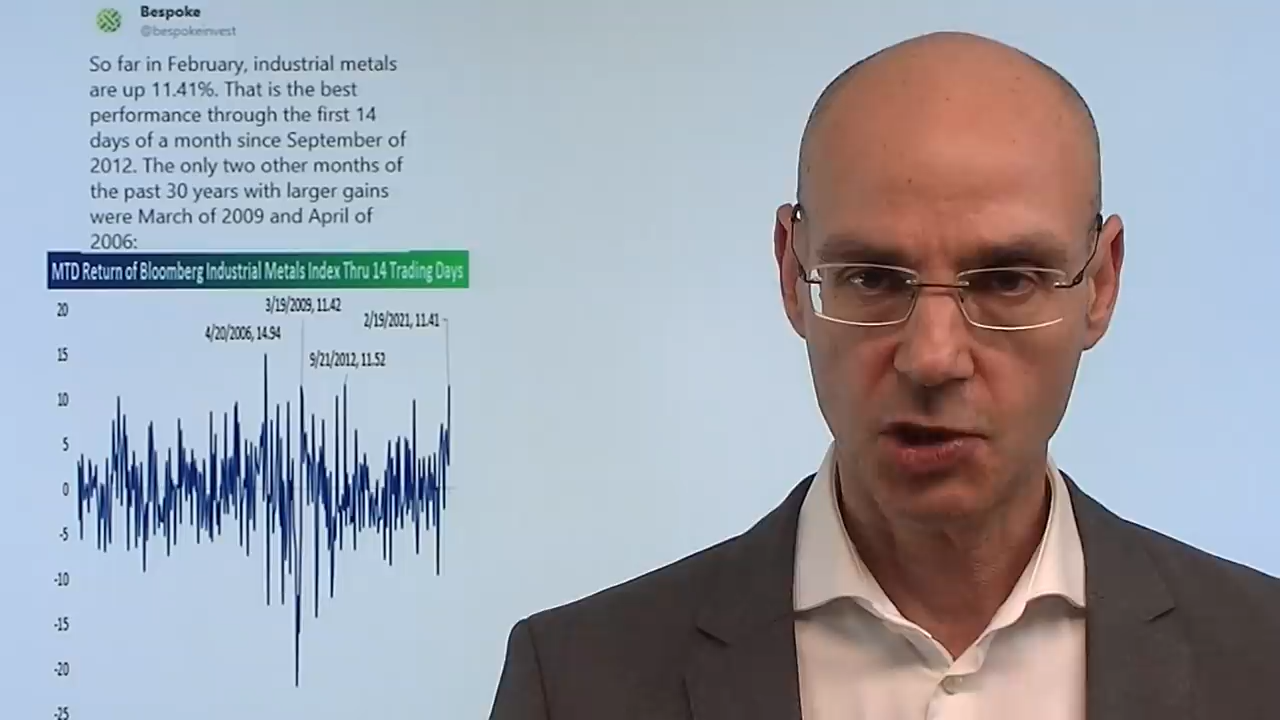 Bespoke
@bespokeinvest
So far in February, industrial metals
are up 11.41%. That is the best
performance through the first 14
days of a month since September of
2012. The only two other months of
the past 30 years with larger gains
were March of 2009 and April of
2006:
MTD Return of Bloomberg Industrial Metals Index Thru 14 Trading Days
20
3/19/2009, 11.42
2/19/2021, 11.41
4/20/2006, 14.94
15
9/21/2012, 11.52
10
5
0
-5
-10
-15
-20
-25